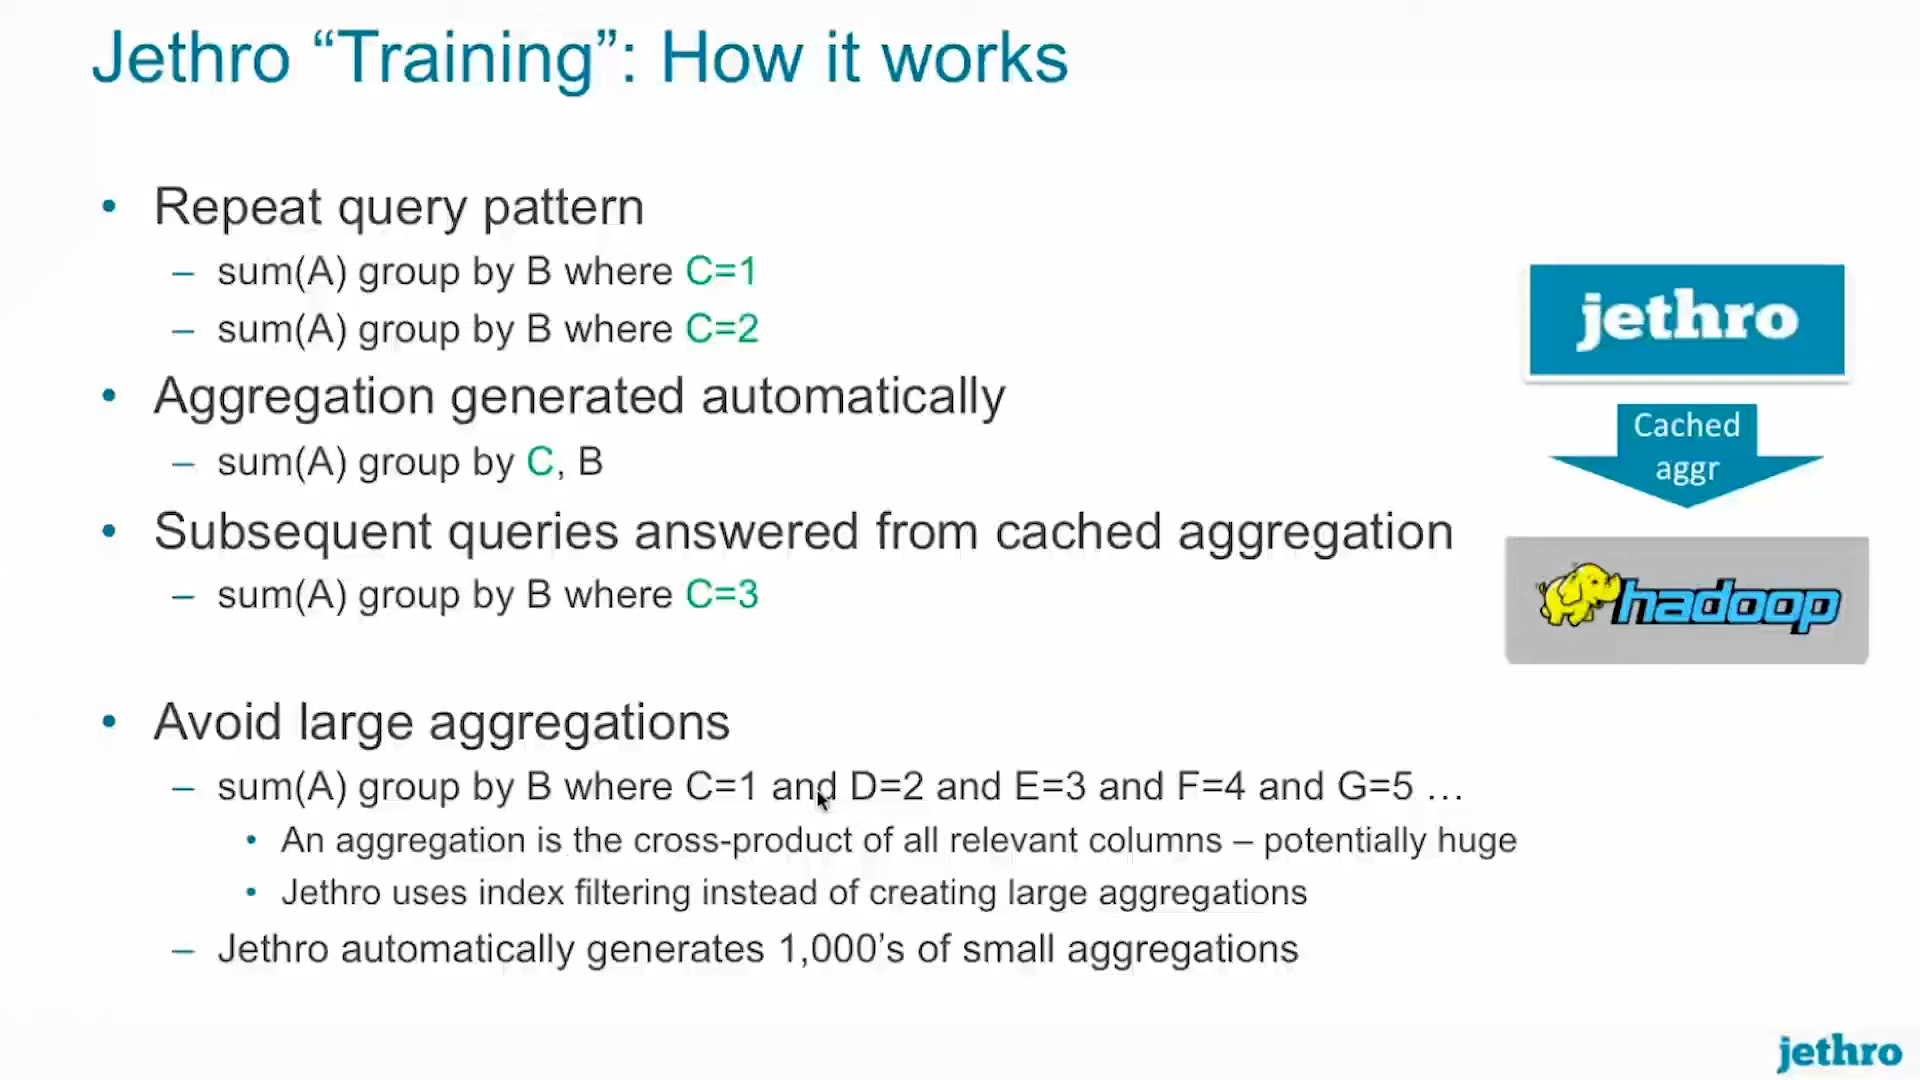 Jethro “Training”: How it works
• Repeat query pattern
– sum(A) group by B where C=1
– sum(A) group by B where C=2
• Aggregation generated automatically
– sum(A) group by C, B
• Subsequent queries answered from cached aggregation
– sum(A) group by B where C=3
• Avoid large aggregations
– sum(A) group by B where C=1 and D=2 and E=3 and F=4 and G=5 …
• An aggregation is the cross-product of all relevant columns – potentially huge
• Jethro uses index filtering instead of creating large aggregations
– Jethro automatically generates 1,000’s of small aggregations
jethro
Cached
aggr
hadoop
jethro